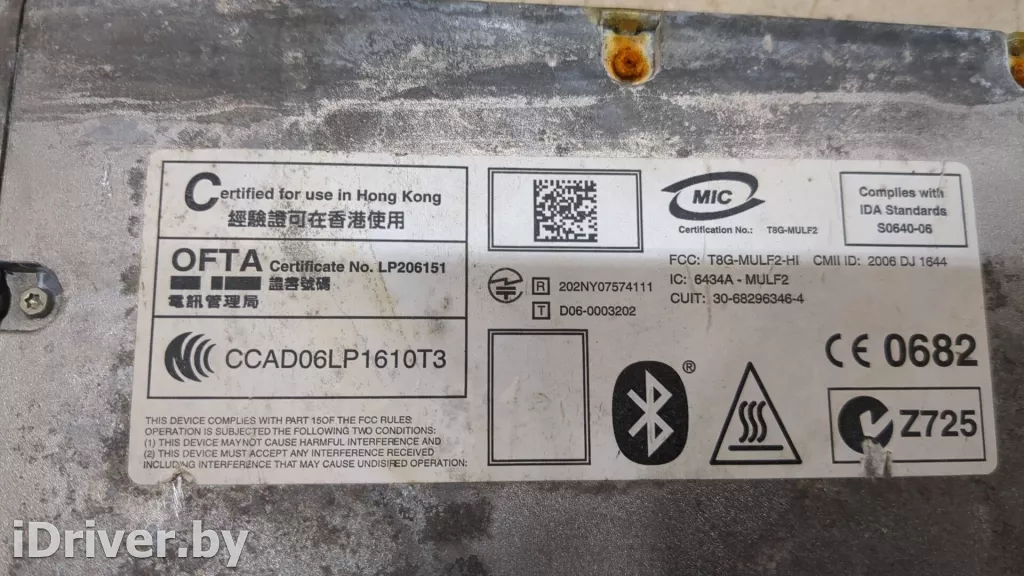 Certified for use in Hong Kong
經驗證可在香港使用
OFTA Certificate No. LP206151
證書號碼
電訊管理局
CCAD06LP1610T3
THIS DEVICE COMPLIES WITH PART 15OF THE FCC RULES:
OPERATION IS SUBJECTED THE FOLLOWING TWO CONDITIONS:
(1) THIS DEVICE MAYNOT CAUSE HARMFUL INTERFERENCE AND
(2) THIS DEVICE MUST ACCEPT ANY INTERFERENCE RECEIVED
INCLUDING INTERFERENCE THAT MAY CAUSE UNDISIRED OPERATION:
MIC
Certification No.: T8G-MULF2
Complies with
IDA Standards
S0640-06
FCC: T8G-MULF2-HI CMII ID: 2006 DJ 1644
IC: 6434A - MULF2
CUIT: 30-68296346-4
R 202NY07574111
T D06-0003202
CE 0682
®
Z725
iDriver.by